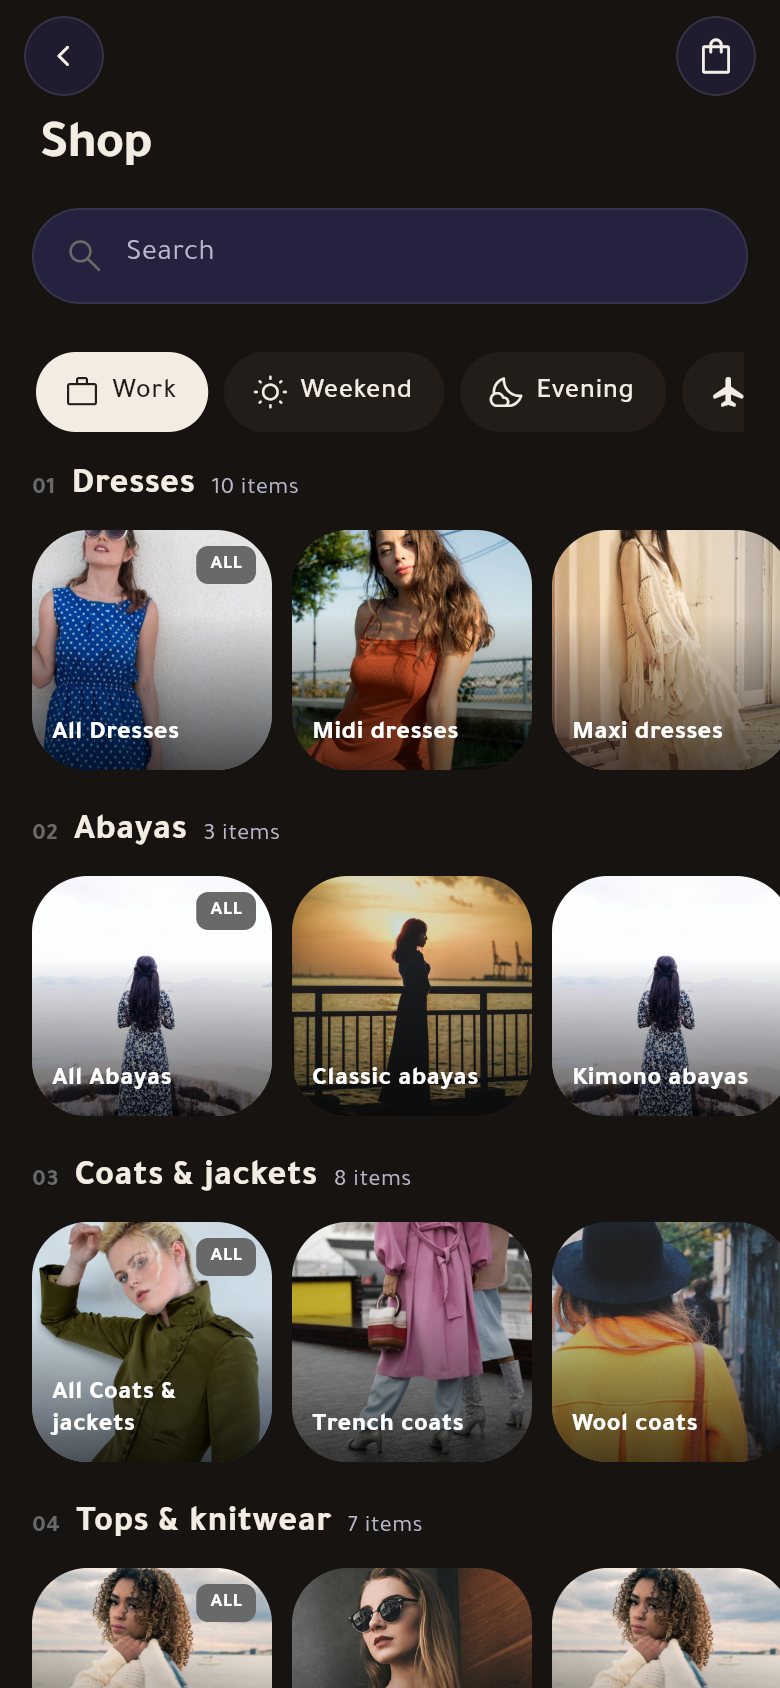 Shop
Search
Work
Weekend
Evening
01 Dresses 10 items
ALL
All Dresses
Midi dresses
Maxi dresses
02 Abayas 3 items
ALL
All Abayas
Classic abayas
Kimono abayas
03 Coats & jackets 8 items
ALL
All Coats &
jackets
Trench coats
Wool coats
04 Tops & knitwear 7 items
ALL